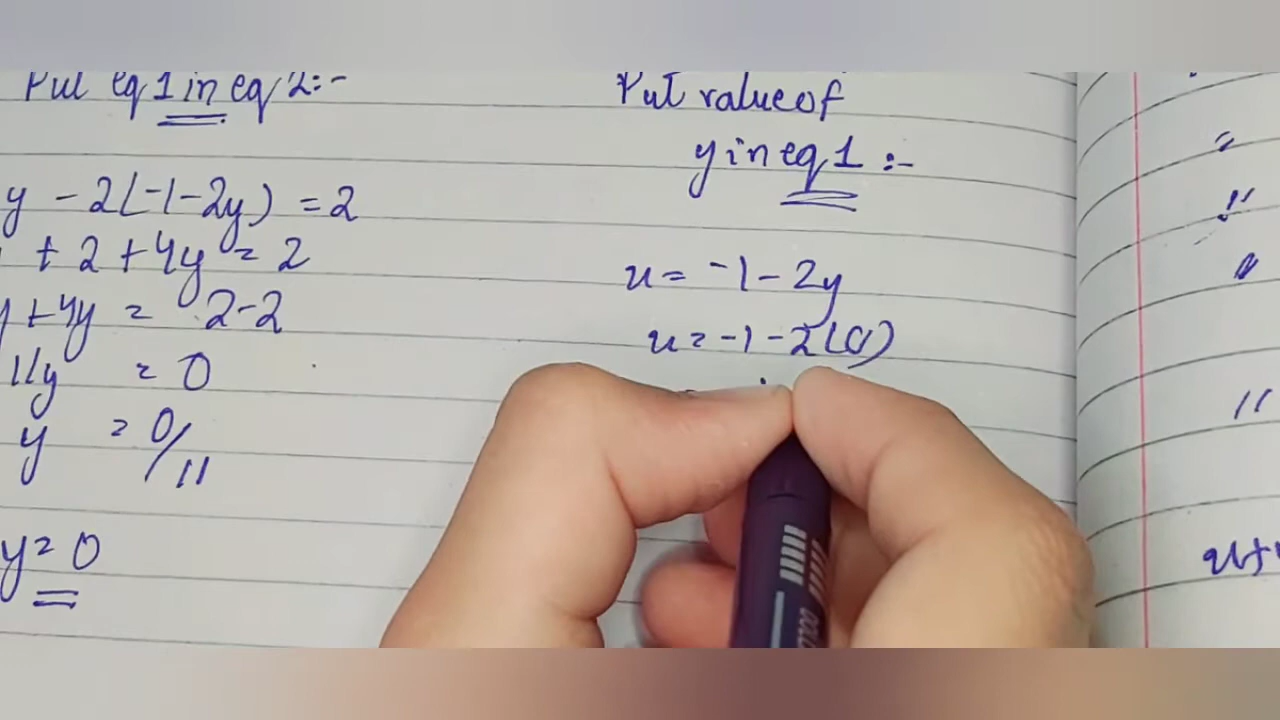 Put eq 1 in eq 2:-
y - 2(-1-2y) = 2
+ 2 + 4y = 2
y + 4y = 2-2
11y = 0
y = 0/11
y = 0
Put value of
y in eq 1 :-
x = -1 - 2y
x = -1 - 2(0)
=
"
"
"
x+